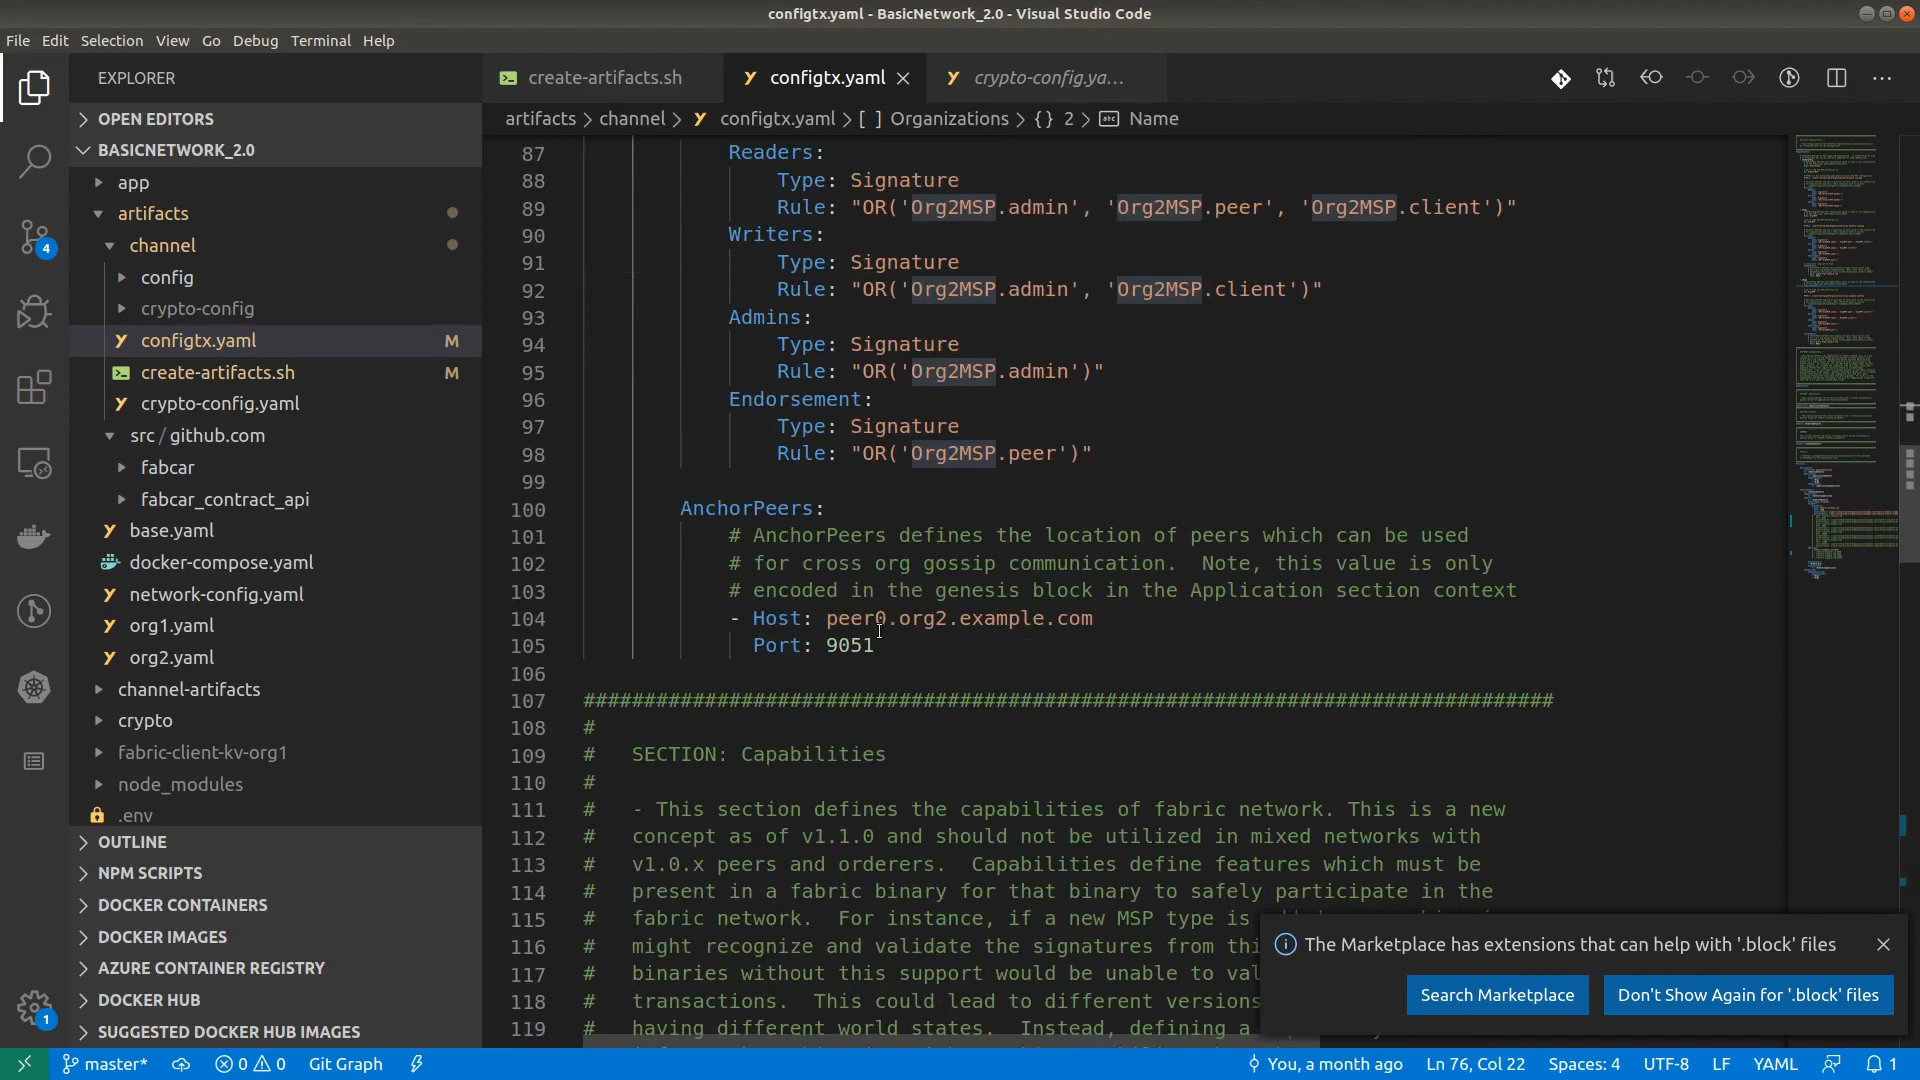 configtx.yaml - BasicNetwork_2.0 - Visual Studio Code
File Edit Selection View Go Debug Terminal Help
EXPLORER
OPEN EDITORS
BASICNETWORK_2.0
app
artifacts
channel
config
crypto-config
configtx.yaml M
create-artifacts.sh M
crypto-config.yaml
src / github.com
fabcar
fabcar_contract_api
base.yaml
docker-compose.yaml
network-config.yaml
org1.yaml
org2.yaml
channel-artifacts
crypto
fabric-client-kv-org1
node_modules
.env
OUTLINE
NPM SCRIPTS
DOCKER CONTAINERS
DOCKER IMAGES
AZURE CONTAINER REGISTRY
DOCKER HUB
SUGGESTED DOCKER HUB IMAGES
4
1
create-artifacts.sh configtx.yaml crypto-config.ya...
artifacts > channel > configtx.yaml > [ ] Organizations > {} 2 > abc Name
87 Readers:
88 Type: Signature
89 Rule: "OR('Org2MSP.admin', 'Org2MSP.peer', 'Org2MSP.client')"
90 Writers:
91 Type: Signature
92 Rule: "OR('Org2MSP.admin', 'Org2MSP.client')"
93 Admins:
94 Type: Signature
95 Rule: "OR('Org2MSP.admin')"
96 Endorsement:
97 Type: Signature
98 Rule: "OR('Org2MSP.peer')"
99
100 AnchorPeers:
101 # AnchorPeers defines the location of peers which can be used
102 # for cross org gossip communication.  Note, this value is only
103 # encoded in the genesis block in the Application section context
104 - Host: peer0.org2.example.com
105 Port: 9051
106
107 ################################################################################
108 #
109 #   SECTION: Capabilities
110 #
111 #   - This section defines the capabilities of fabric network. This is a new
112 #   concept as of v1.1.0 and should not be utilized in mixed networks with
113 #   v1.0.x peers and orderers.  Capabilities define features which must be
114 #   present in a fabric binary for that binary to safely participate in the
115 #   fabric network.  For instance, if a new MSP type is
116 #   might recognize and validate the signatures from
117 #   binaries without this support would be unable to
118 #   transactions.  This could lead to different versions
119 #   having different world states.  Instead, defining a
The Marketplace has extensions that can help with '.block' files
Search Marketplace
Don't Show Again for '.block' files
master* 0 0 Git Graph You, a month ago Ln 76, Col 22 Spaces: 4 UTF-8 LF YAML 1